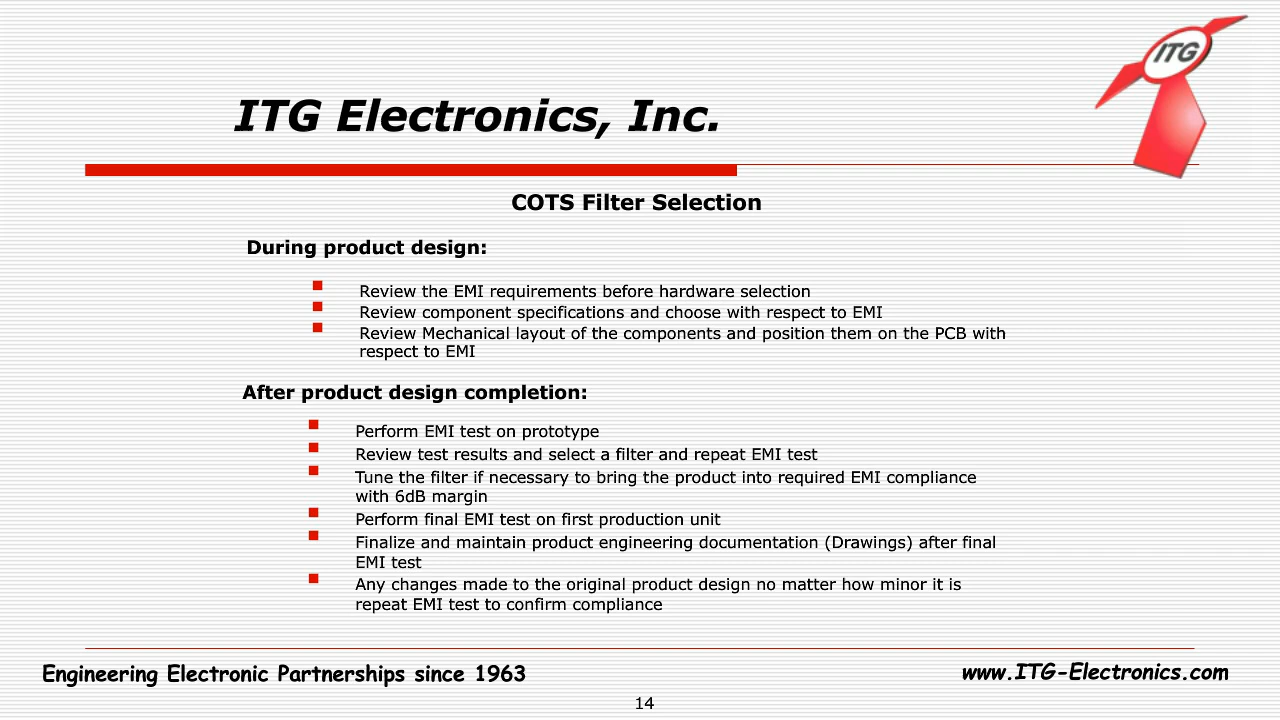 ITG
ITG Electronics, Inc.
COTS Filter Selection
During product design:
Review the EMI requirements before hardware selection
Review component specifications and choose with respect to EMI
Review Mechanical layout of the components and position them on the PCB with
respect to EMI
After product design completion:
Perform EMI test on prototype
Review test results and select a filter and repeat EMI test
Tune the filter if necessary to bring the product into required EMI compliance
with 6dB margin
Perform final EMI test on first production unit
Finalize and maintain product engineering documentation (Drawings) after final
EMI test
Any changes made to the original product design no matter how minor it is
repeat EMI test to confirm compliance
Engineering Electronic Partnerships since 1963
www.ITG-Electronics.com
14